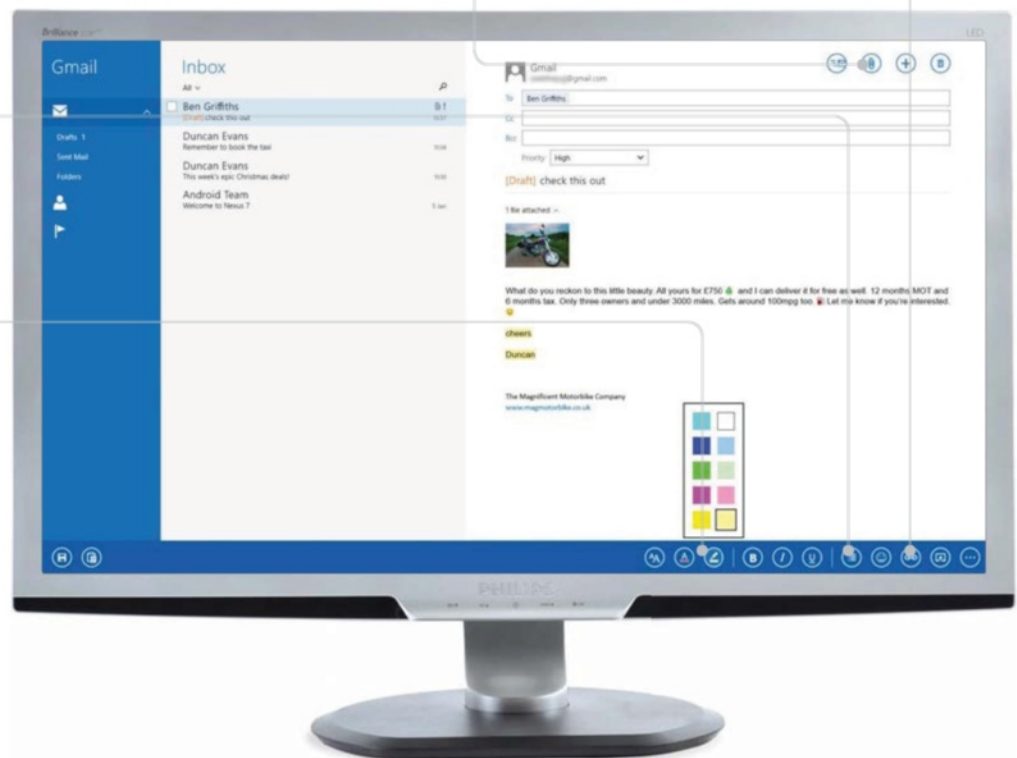 Brilliance
LED
Gmail
Drafts 1
Sent Mail
Folders
Inbox
All
Ben Griffiths
[Draft] check this out
15:57
Duncan Evans
Remember to book the taxi
Duncan Evans
This week's epic Christmas deals!
Android Team
Welcome to Nexus 7
5 Jan
Gmail
@gmail.com
To Ben Griffiths
Cc
Bcc
Priority High
[Draft] check this out
1 file attached
What do you reckon to this little beauty. All yours for £750 and I can deliver it for free as well. 12 months MOT and
6 months tax. Only three owners and under 3000 miles. Gets around 100mpg too. Let me know if you're interested.
cheers
Duncan
The Magnificent Motorbike Company
www.magmotorbike.co.uk
A A B I U
PHILIPS